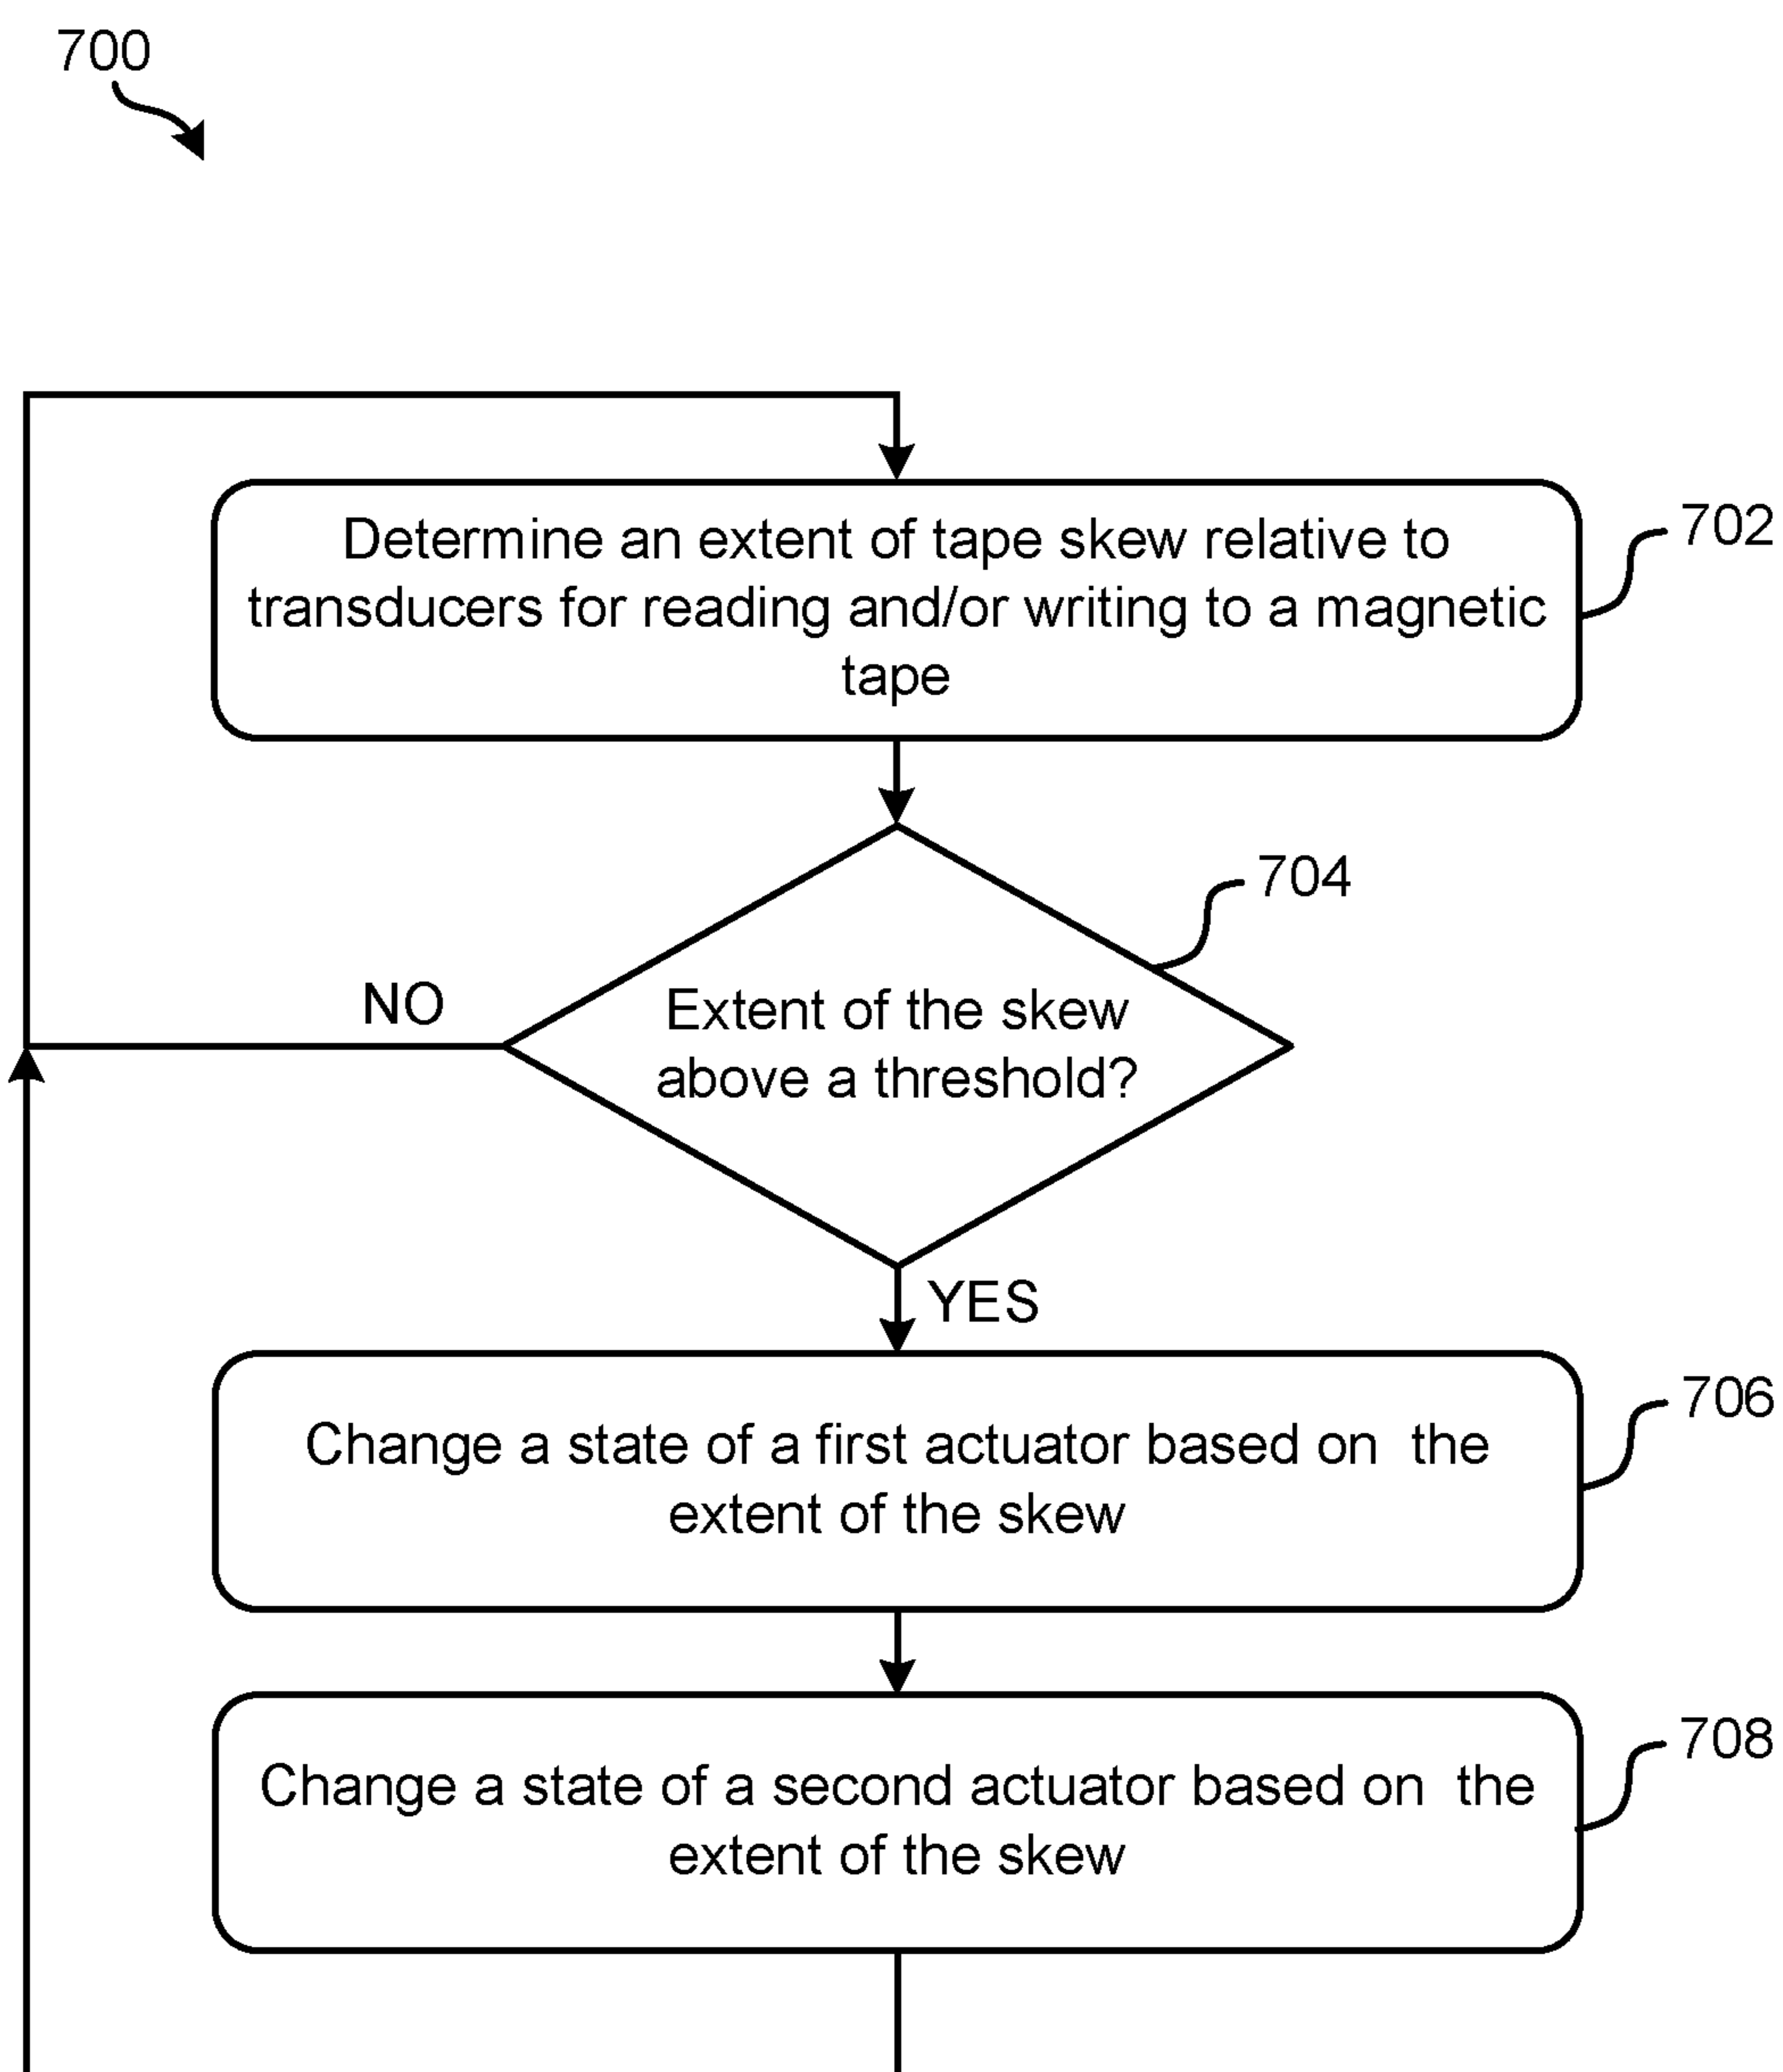 700
Determine an extent of tape skew relative to
transducers for reading and/or writing to a magnetic
tape
702
704
Extent of the skew
above a threshold?
NO
YES
Change a state of a first actuator based on  the
extent of the skew
706
Change a state of a second actuator based on  the
extent of the skew
708